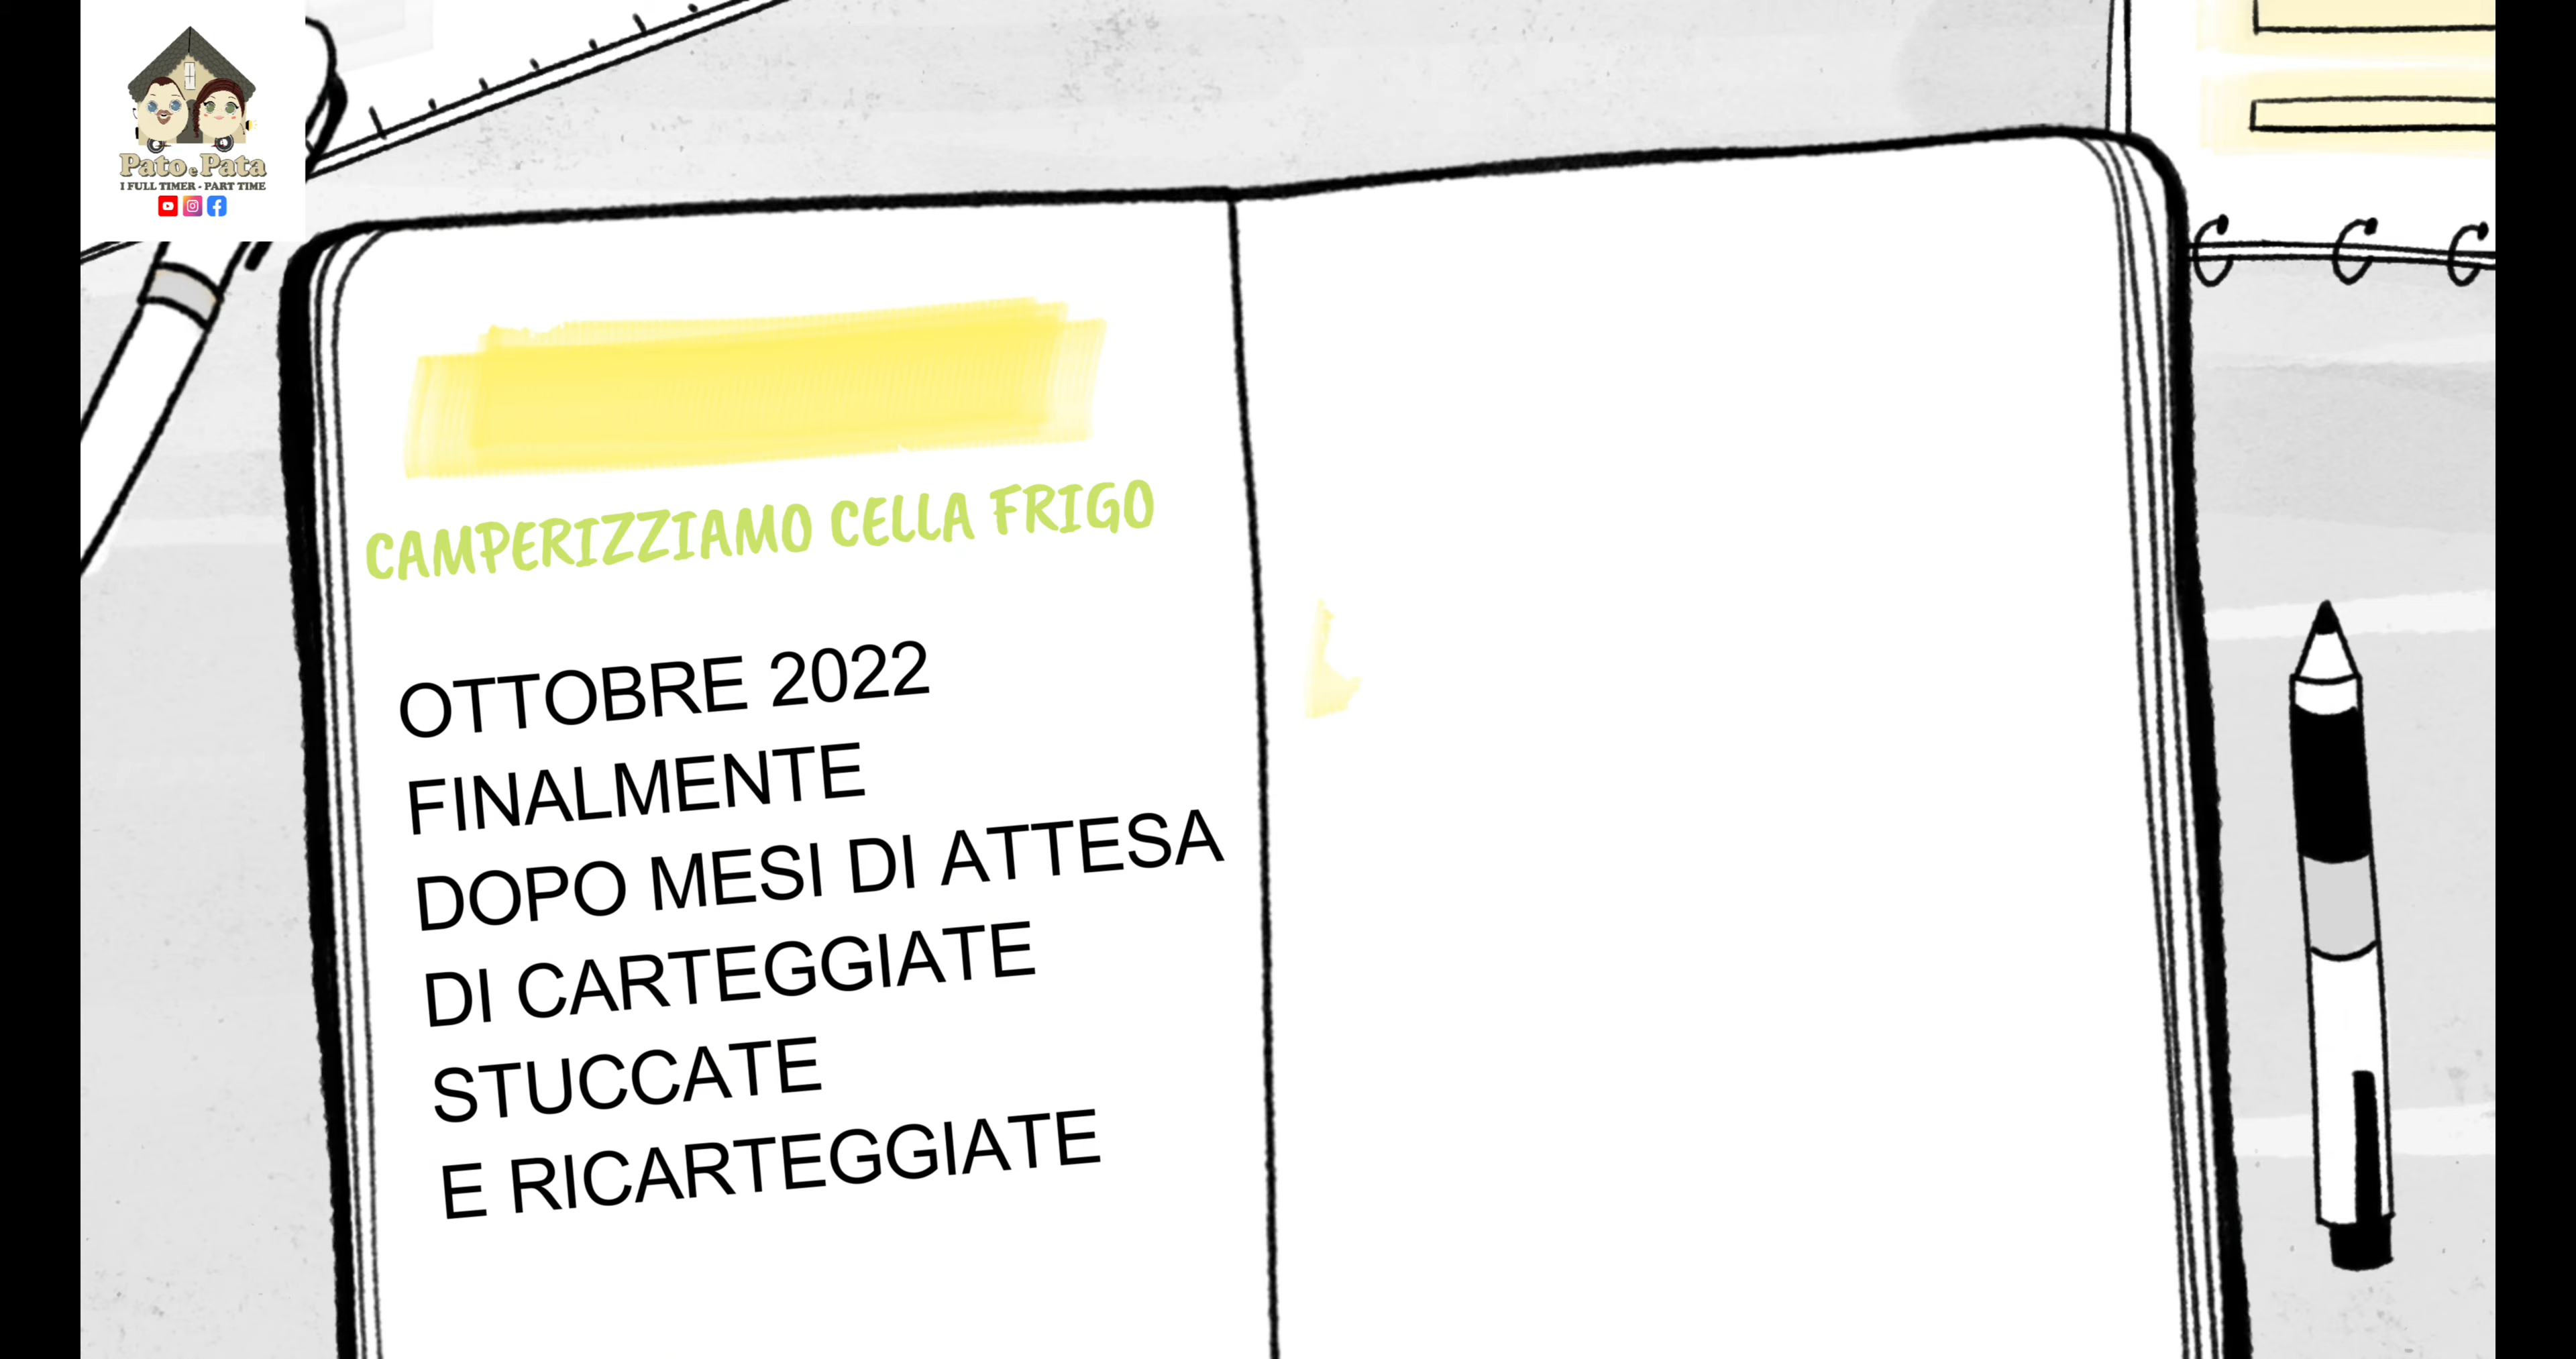 Pato e Pata
I FULL TIMER - PART TIME
CAMPERIZZIAMO CELLA FRIGO
OTTOBRE 2022
FINALMENTE
DOPO MESI DI ATTESA
DI CARTEGGIATE
STUCCATE
E RICARTEGGIATE